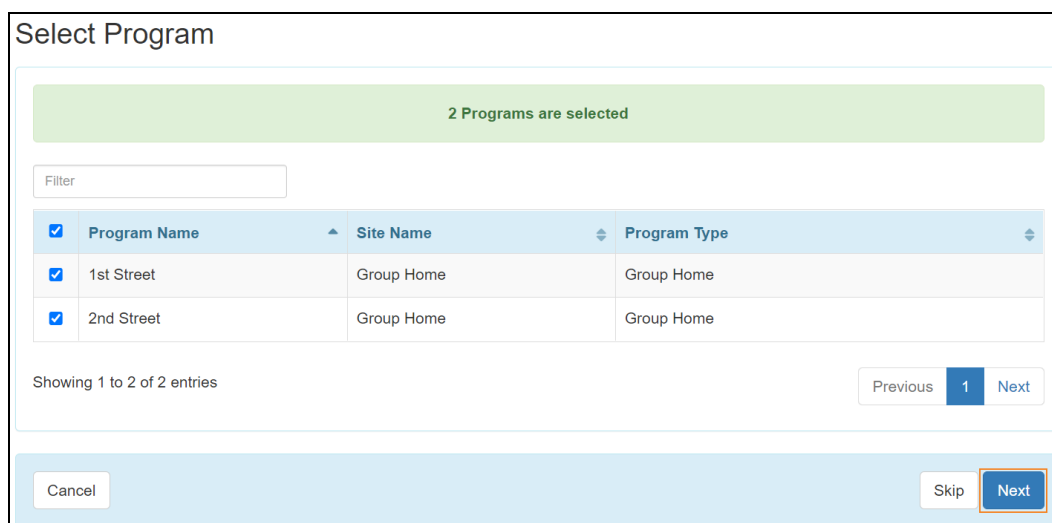 Select Program
2 Programs are selected
Filter
Program Name Site Name Program Type
1st Street Group Home Group Home
2nd Street Group Home Group Home
Showing 1 to 2 of 2 entries
Previous 1 Next
Cancel Skip Next